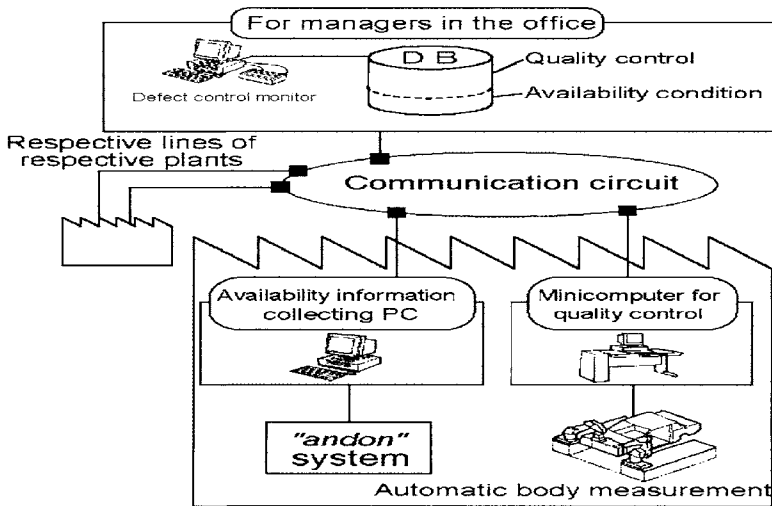 For managers in the office
D B
Quality control
Availability condition
Defect control monitor
Respective lines of
respective plants
Communication circuit
Availability information
collecting PC
Minicomputer for
quality control
"andon"
system
Automatic body measurement